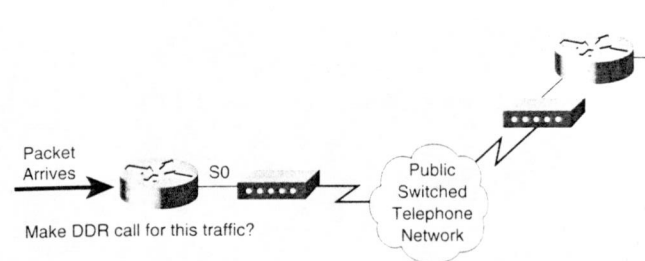 Packet
Arrives
S0
Make DDR call for this traffic?
Public
Switched
Telephone
Network